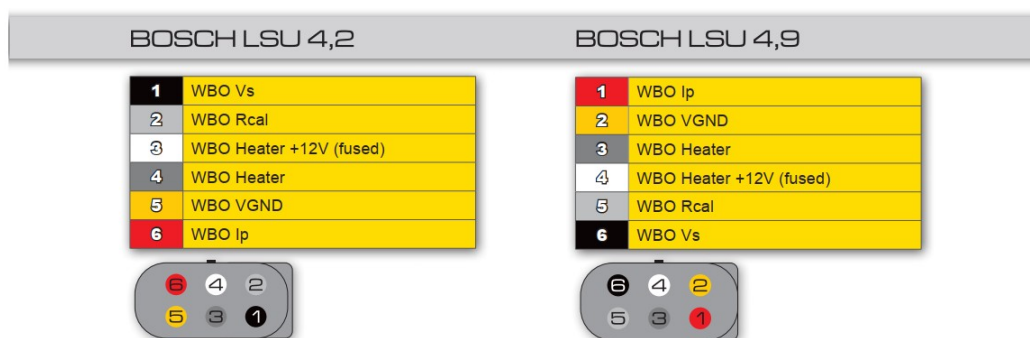 BOSCH LSU 4,2
1 WBO Vs
2 WBO Rcal
3 WBO Heater +12V (fused)
4 WBO Heater
5 WBO VGND
6 WBO Ip
6 4 2
5 3 1
BOSCH LSU 4,9
1 WBO Ip
2 WBO VGND
3 WBO Heater
4 WBO Heater +12V (fused)
5 WBO Rcal
6 WBO Vs
6 4 2
5 3 1